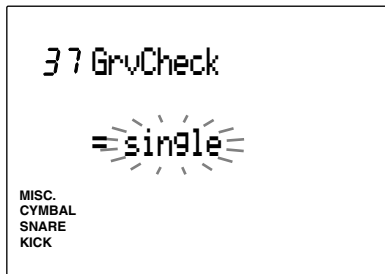 37 GrvCheck
= single
MISC.
CYMBAL
SNARE
KICK